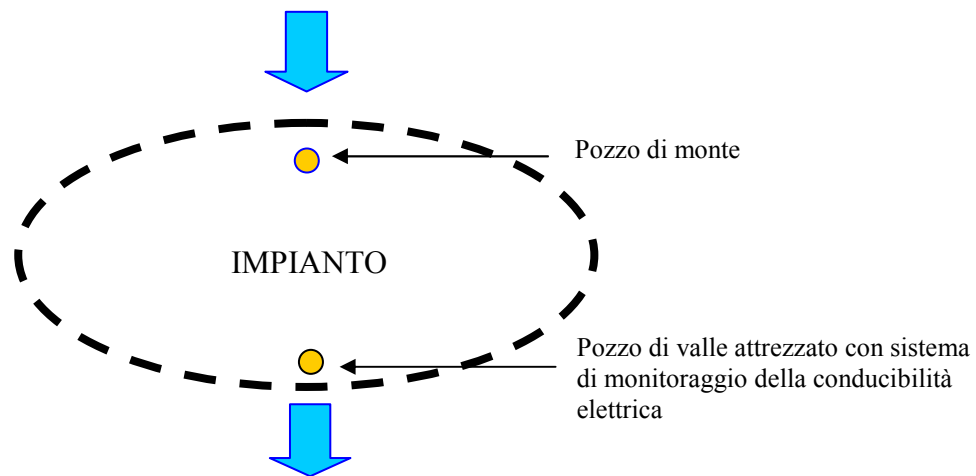 Pozzo di monte
IMPIANTO
Pozzo di valle attrezzato con sistema
di monitoraggio della conducibilità
elettrica